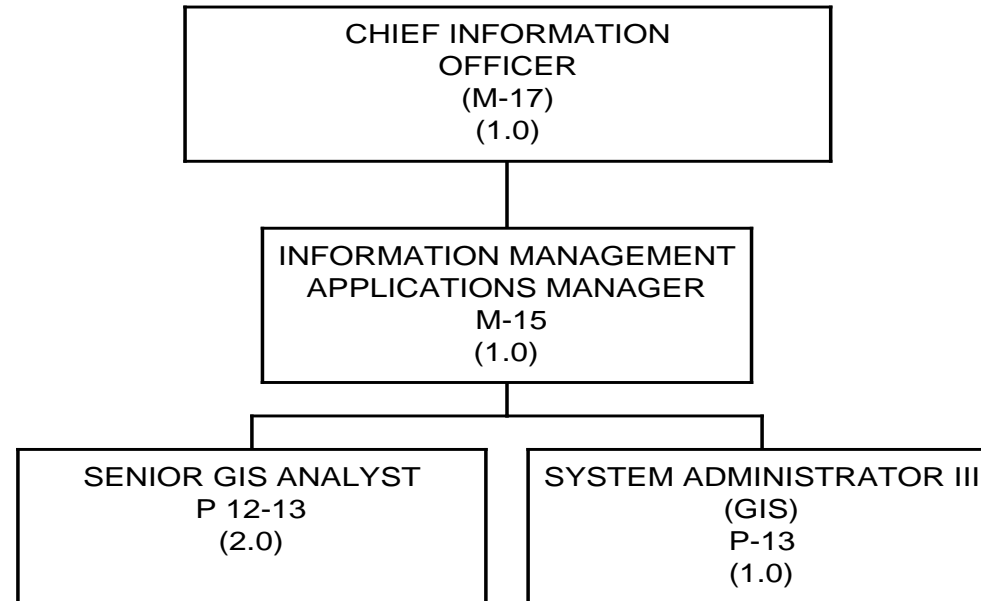 CHIEF INFORMATION
OFFICER
(M-17)
(1.0)
INFORMATION MANAGEMENT
APPLICATIONS MANAGER
M-15
(1.0)
SENIOR GIS ANALYST
P 12-13
(2.0)
SYSTEM ADMINISTRATOR III
(GIS)
P-13
(1.0)